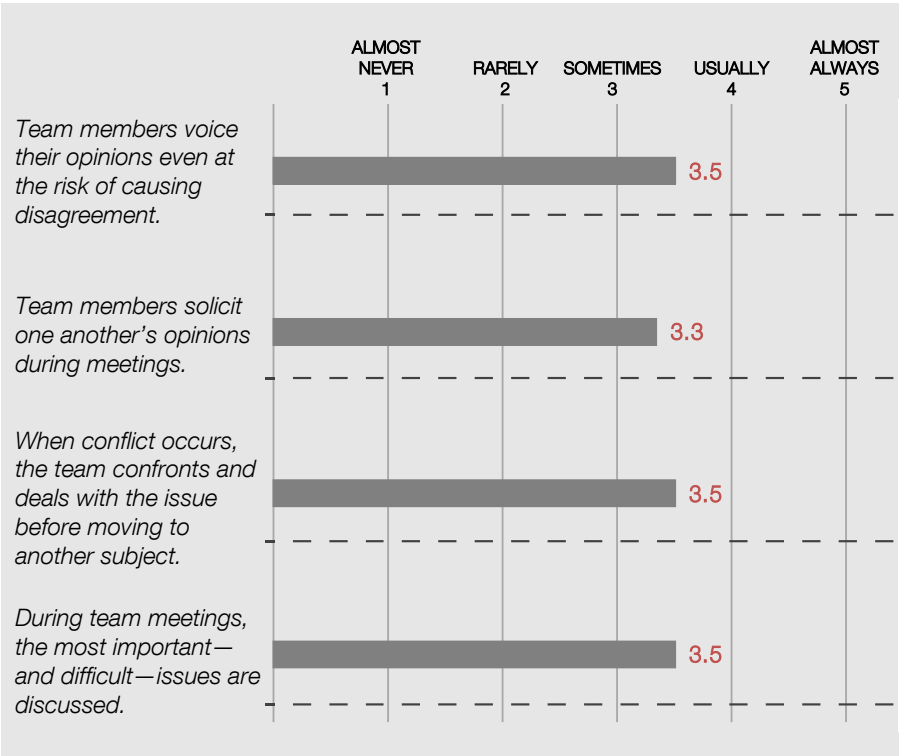 ALMOST
NEVER
1
RARELY
2
SOMETIMES
3
USUALLY
4
ALMOST
ALWAYS
5
Team members voice
their opinions even at
the risk of causing
disagreement.
3.5
Team members solicit
one another’s opinions
during meetings.
3.3
When conflict occurs,
the team confronts and
deals with the issue
before moving to
another subject.
3.5
During team meetings,
the most important—
and difficult—issues are
discussed.
3.5